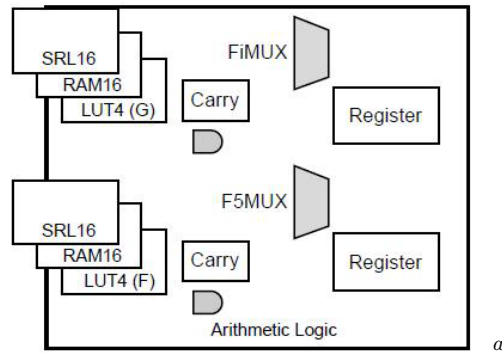 SRL16
RAM16
LUT4 (G)
Carry
FiMUX
Register
SRL16
RAM16
LUT4 (F)
Carry
F5MUX
Register
Arithmetic Logic
a